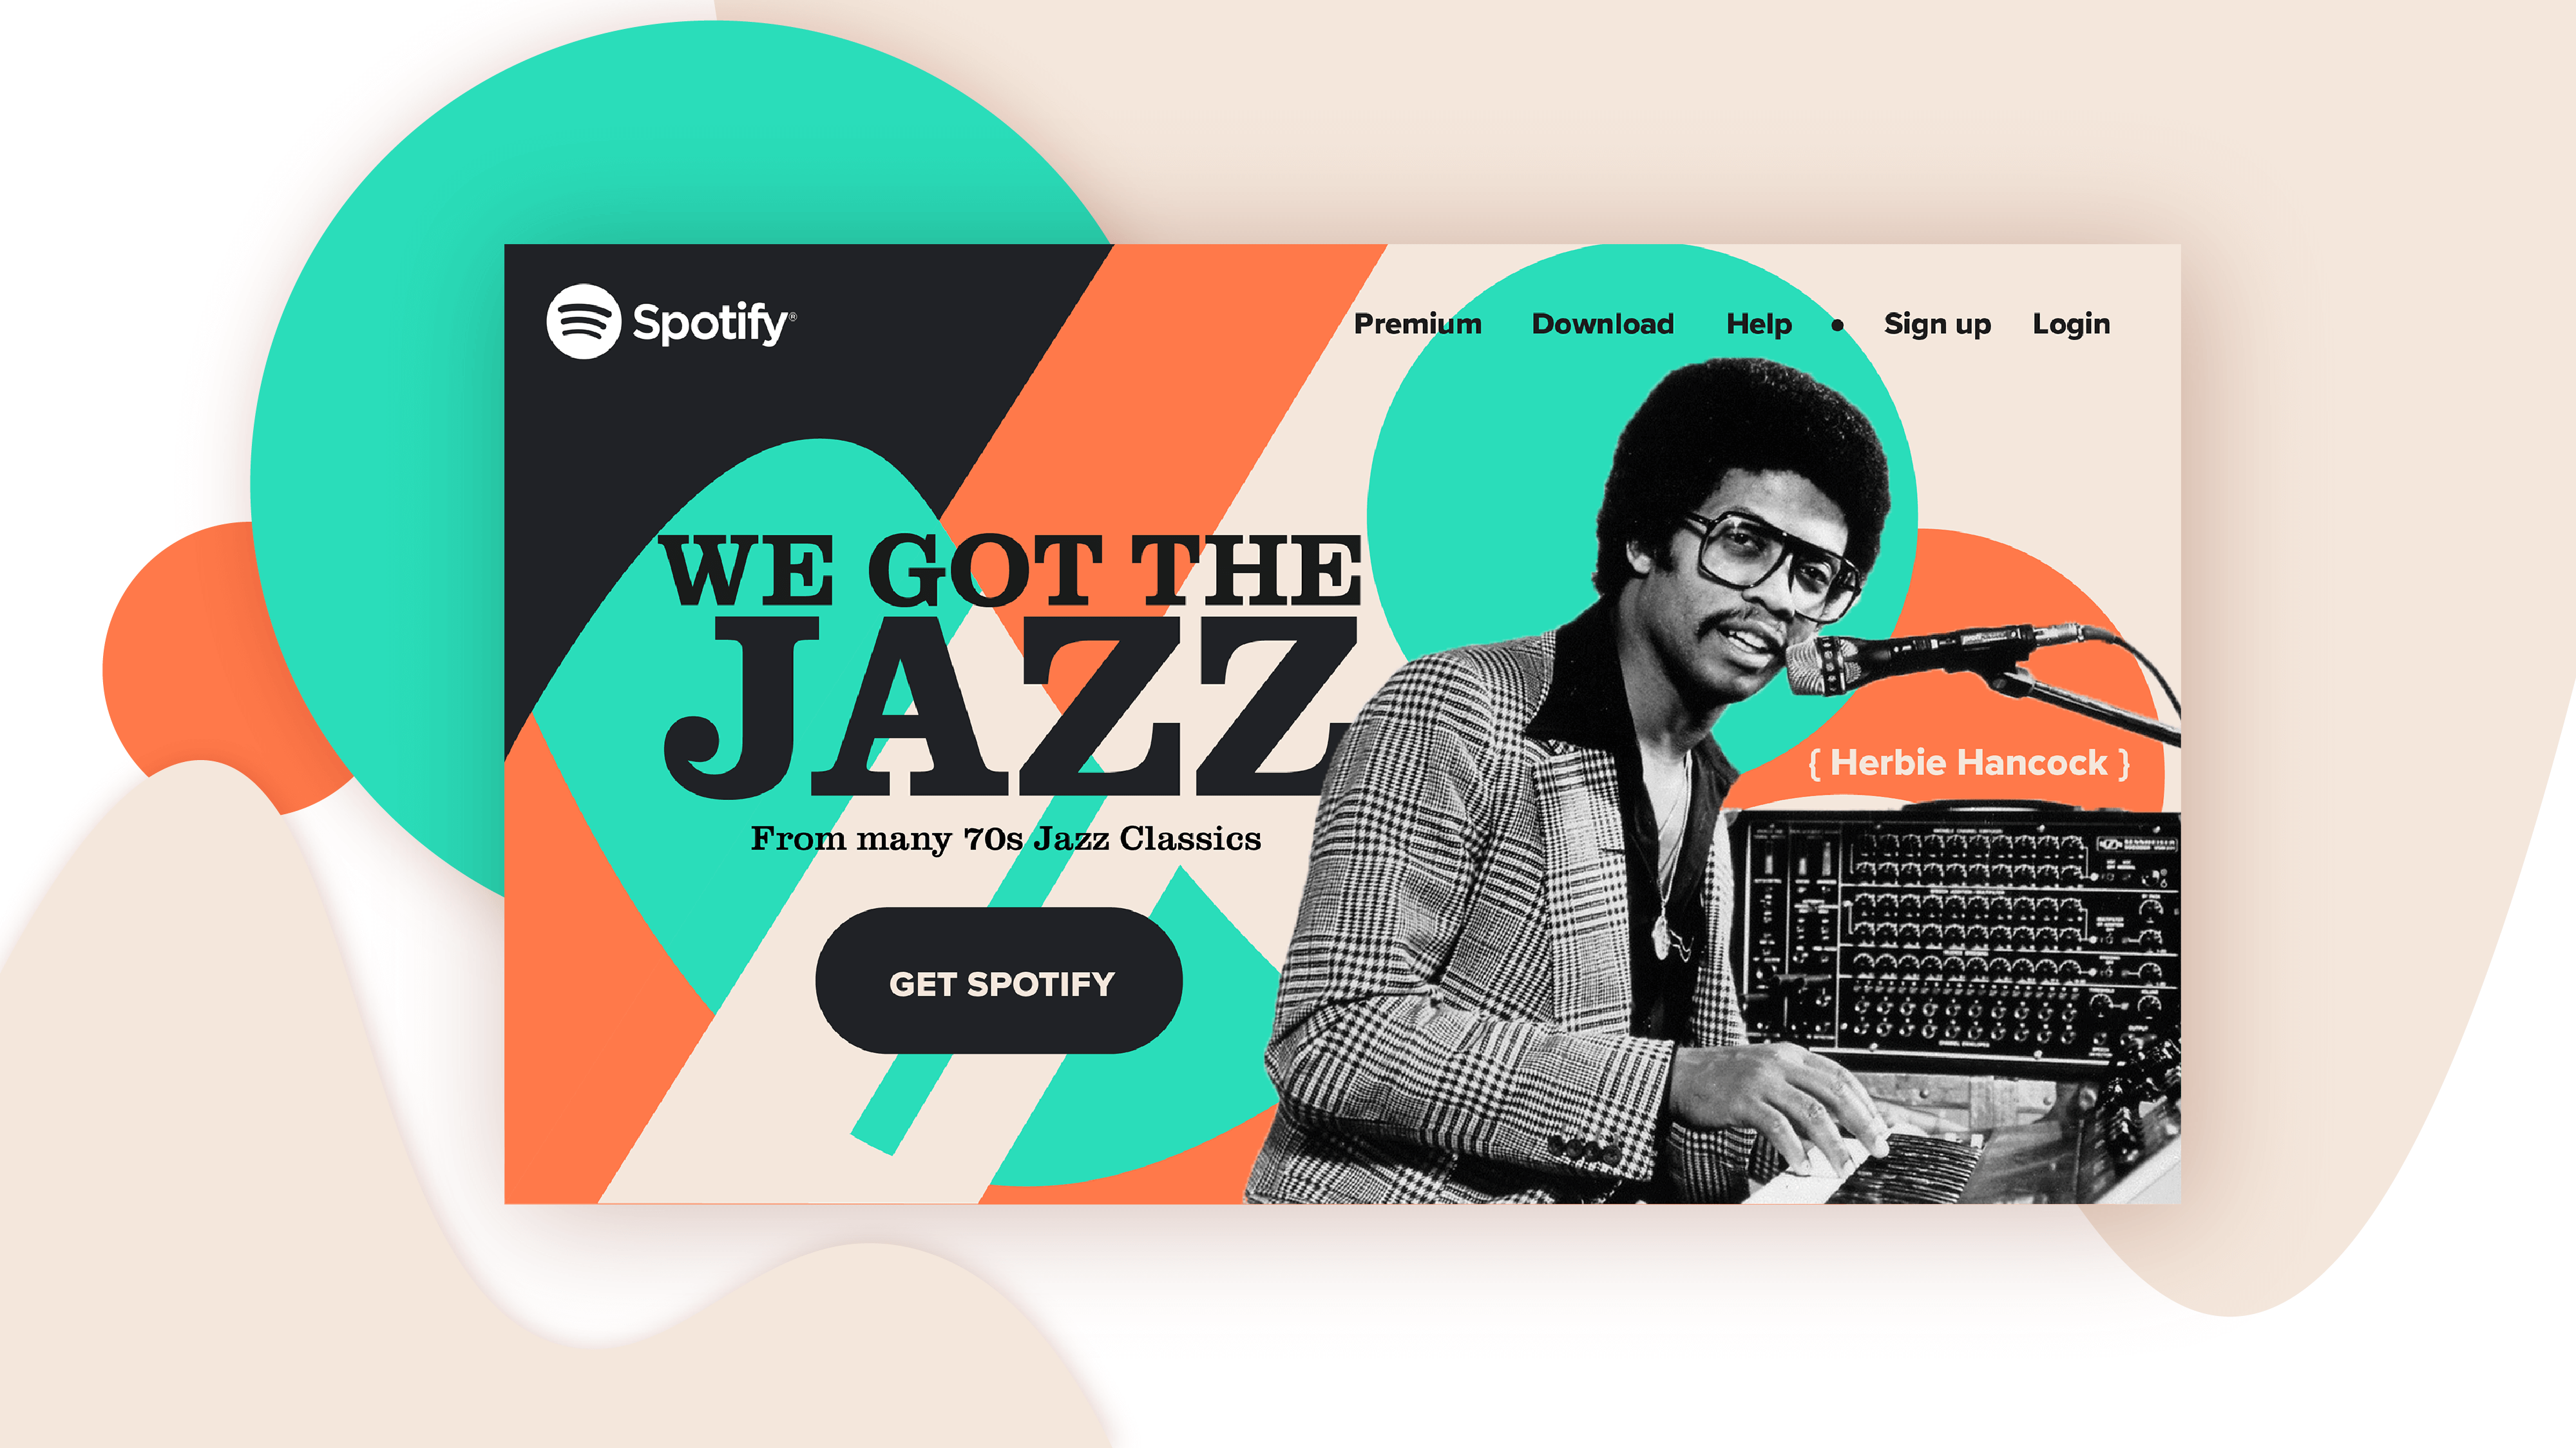 Spotify®
Premium Download Help • Sign up Login
WE GOT THE
JAZZ
From many 70s Jazz Classics
GET SPOTIFY
{ Herbie Hancock }
SENNHEISER